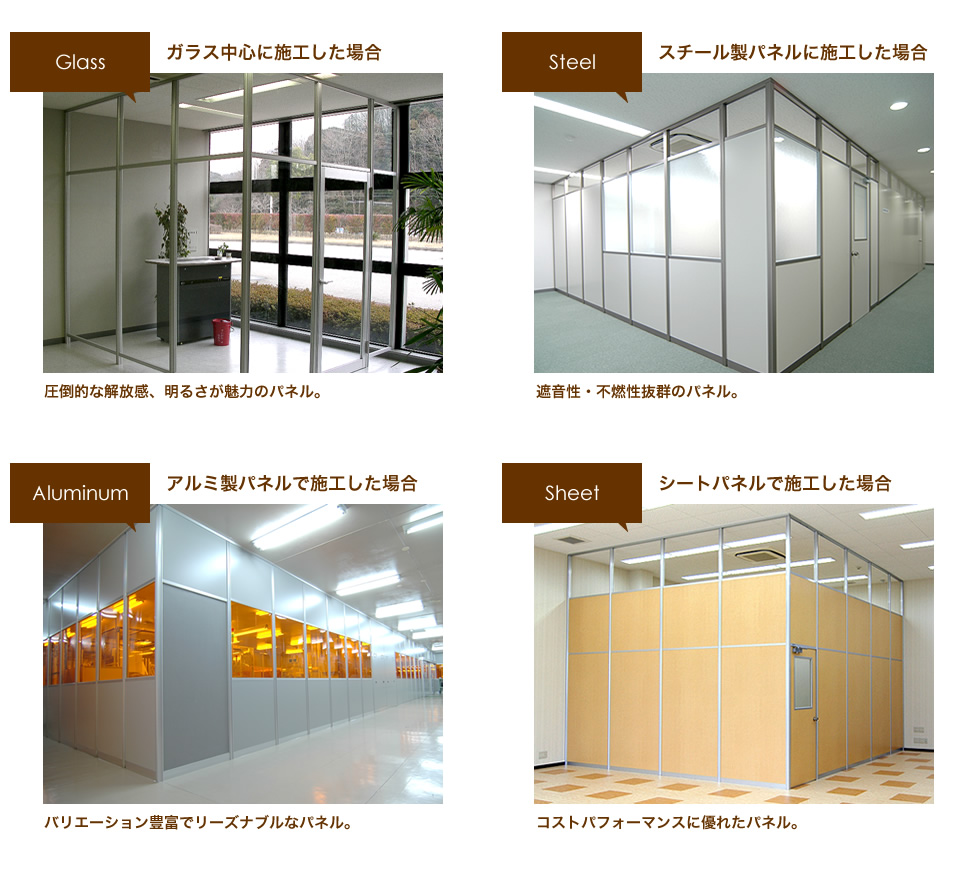 Glass
ガラス中心に施工した場合
圧倒的な解放感、明るさが魅力のパネル。
Steel
スチール製パネルに施工した場合
遮音性・不燃性抜群のパネル。
Aluminum
アルミ製パネルで施工した場合
バリエーション豊富でリーズナブルなパネル。
Sheet
シートパネルで施工した場合
コストパフォーマンスに優れたパネル。